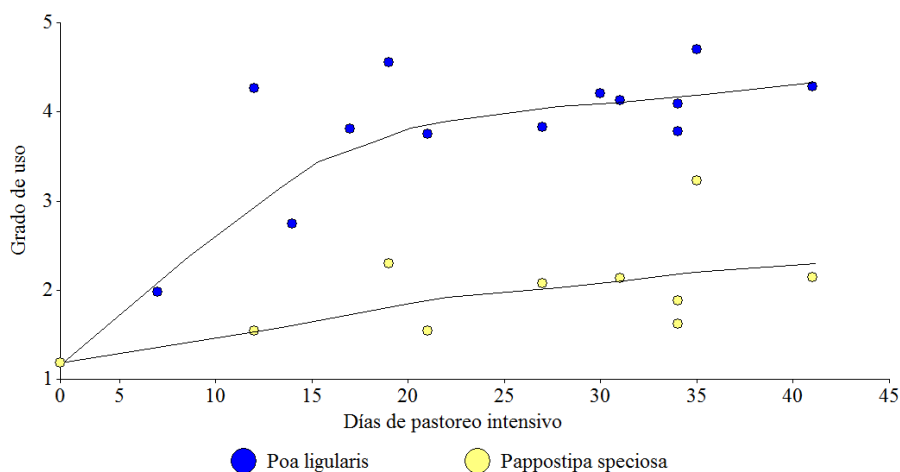 5
4
3
2
1
Grado de uso
0 5 10 15 20 25 30 35 40 45
Días de pastoreo intensivo
Poa ligularis Pappostipa speciosa